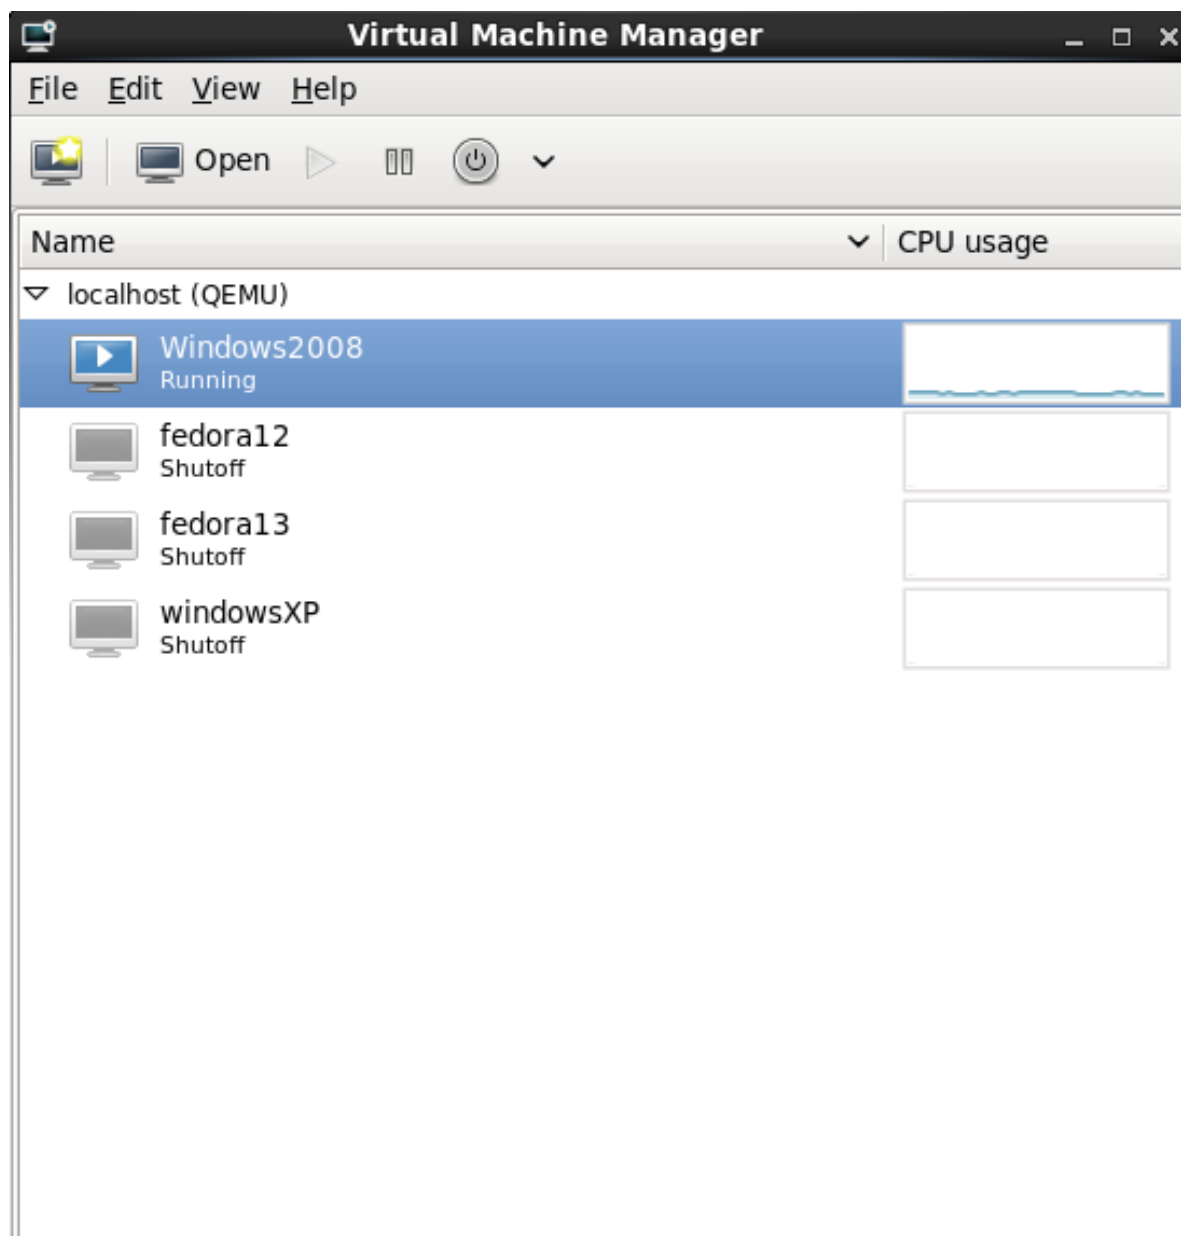 Virtual Machine Manager
File Edit View Help
Open
Name CPU usage
localhost (QEMU)
Windows2008
Running
fedora12
Shutoff
fedora13
Shutoff
windowsXP
Shutoff